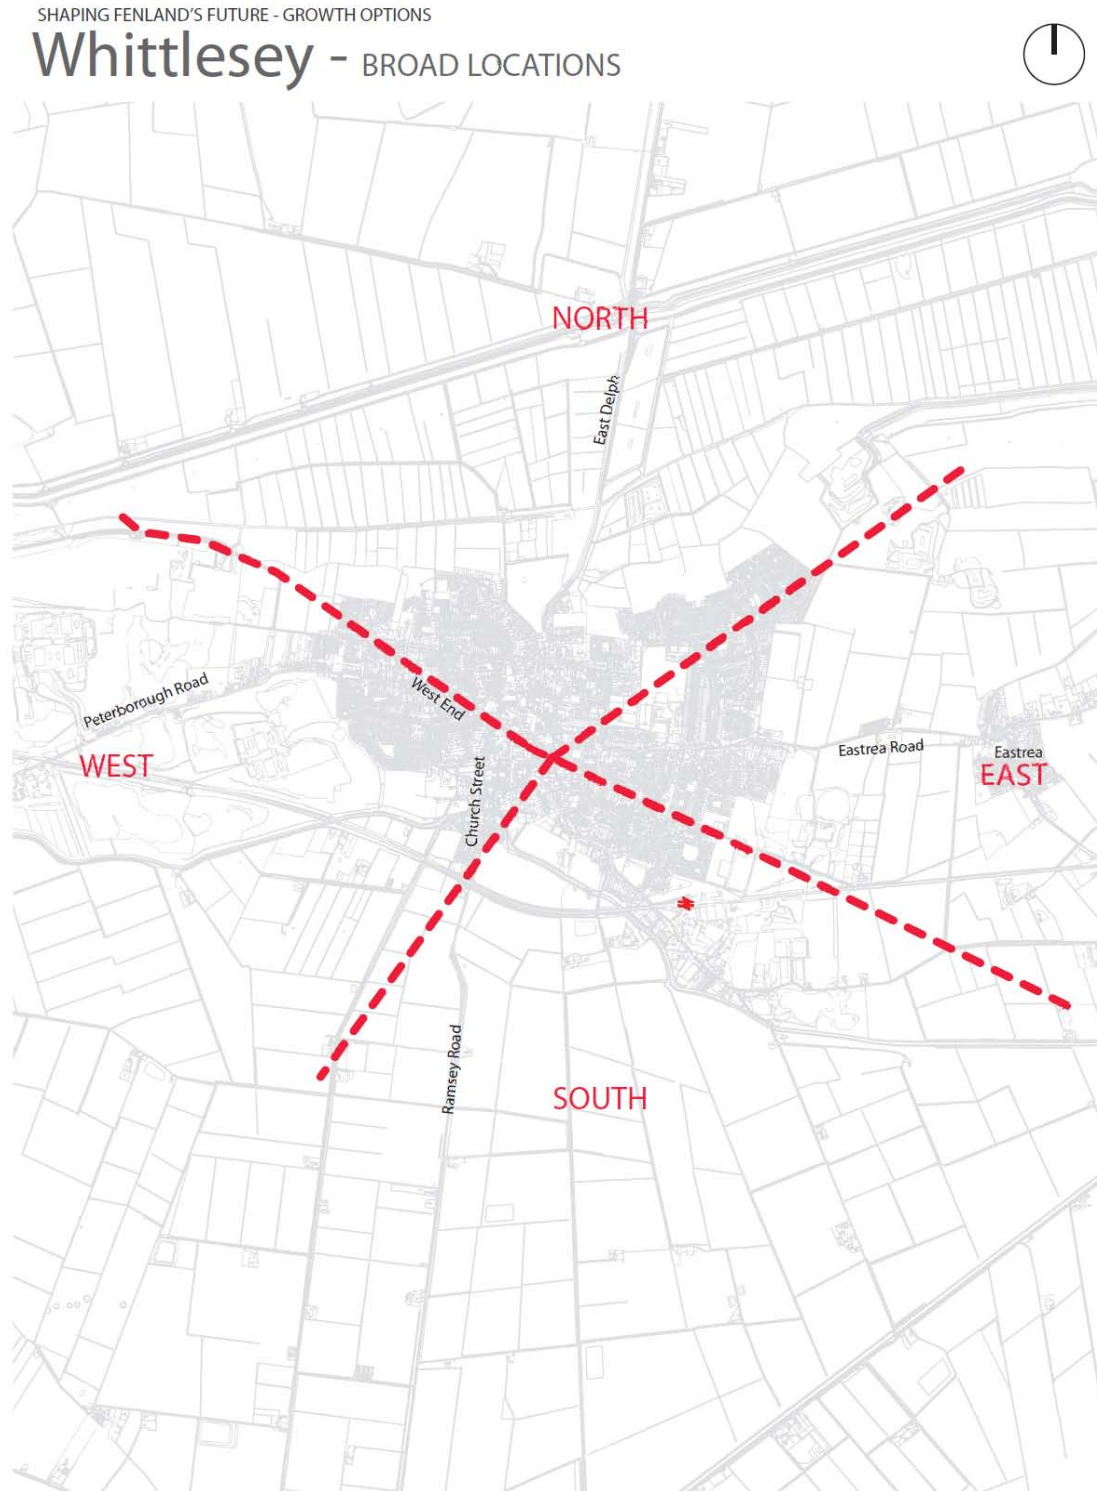 SHAPING FENLAND'S FUTURE - GROWTH OPTIONS
Whittlesey - BROAD LOCATIONS
NORTH
East Delph
West End
Peterborough Road
WEST
Church Street
Eastrea Road
Eastrea
EAST
Ramsey Road
SOUTH